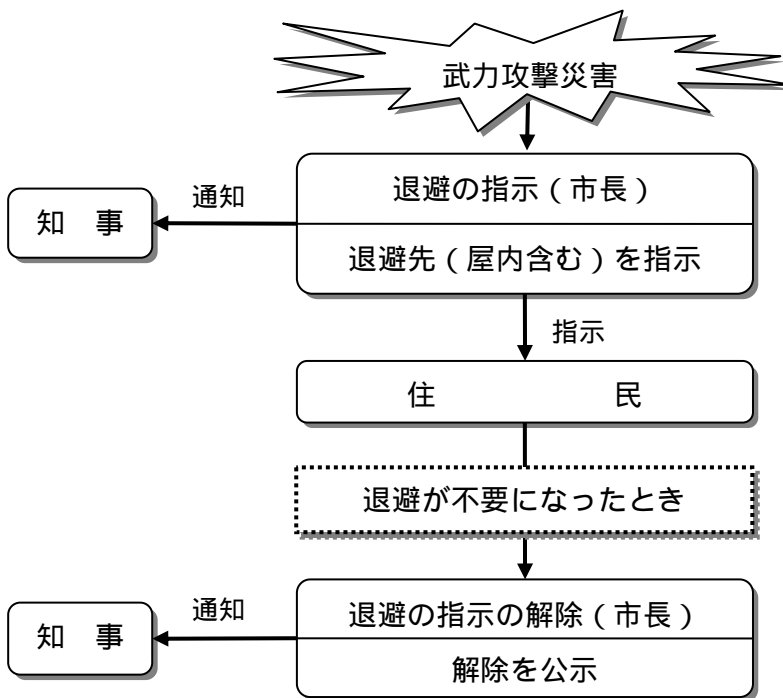 武力攻撃災害
退避の指示（市長）
通知
知　事
退避先（屋内含む）を指示
指示
住　　　　民
退避が不要になったとき
退避の指示の解除（市長）
通知
知　事
解除を公示